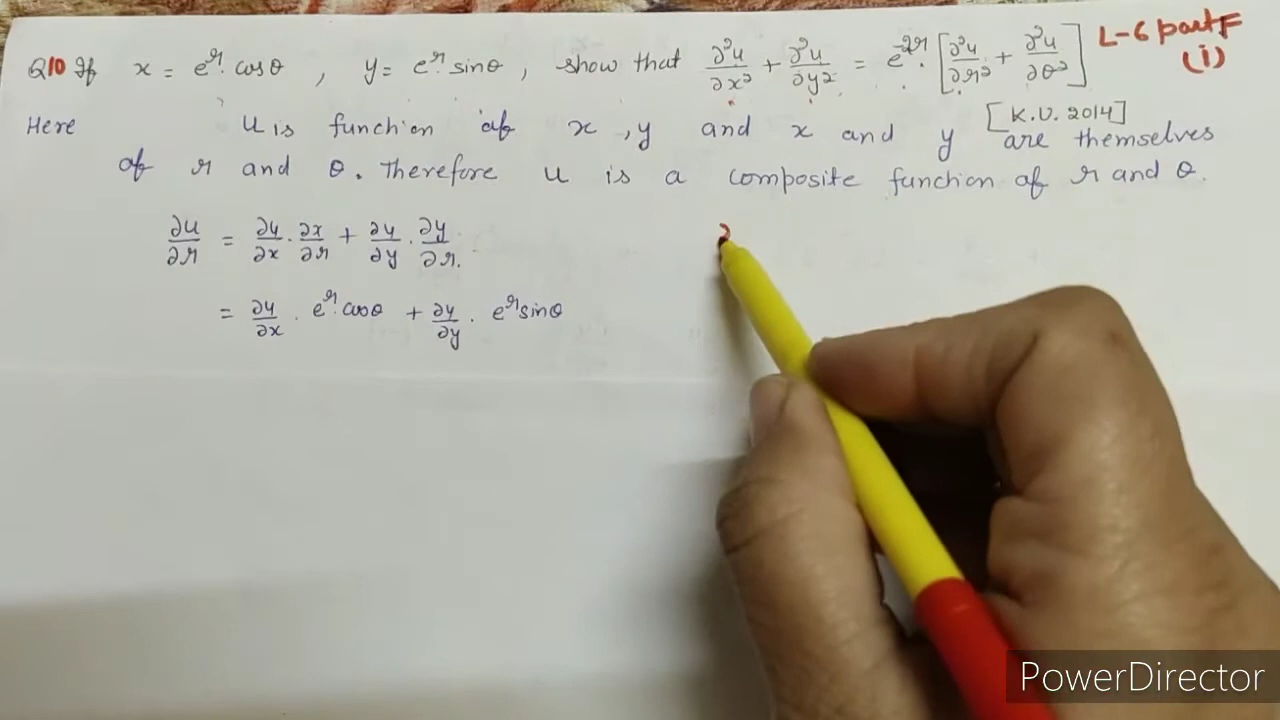 Q10 If x = e^r. cosθ , y = e^r. sinθ , show that ∂²u/∂x² + ∂²u/∂y² = e^-2r. [∂²u/∂r² + ∂²u/∂θ²] L-6 part F
(i)
[K.U. 2014]
Here u is function of x, y and x and y are themselves
of r and θ. Therefore u is a composite function of r and θ.
∂u/∂r = ∂u/∂x . ∂x/∂r + ∂u/∂y . ∂y/∂r.
= ∂u/∂x . e^r. cosθ + ∂u/∂y . e^r sinθ
PowerDirector